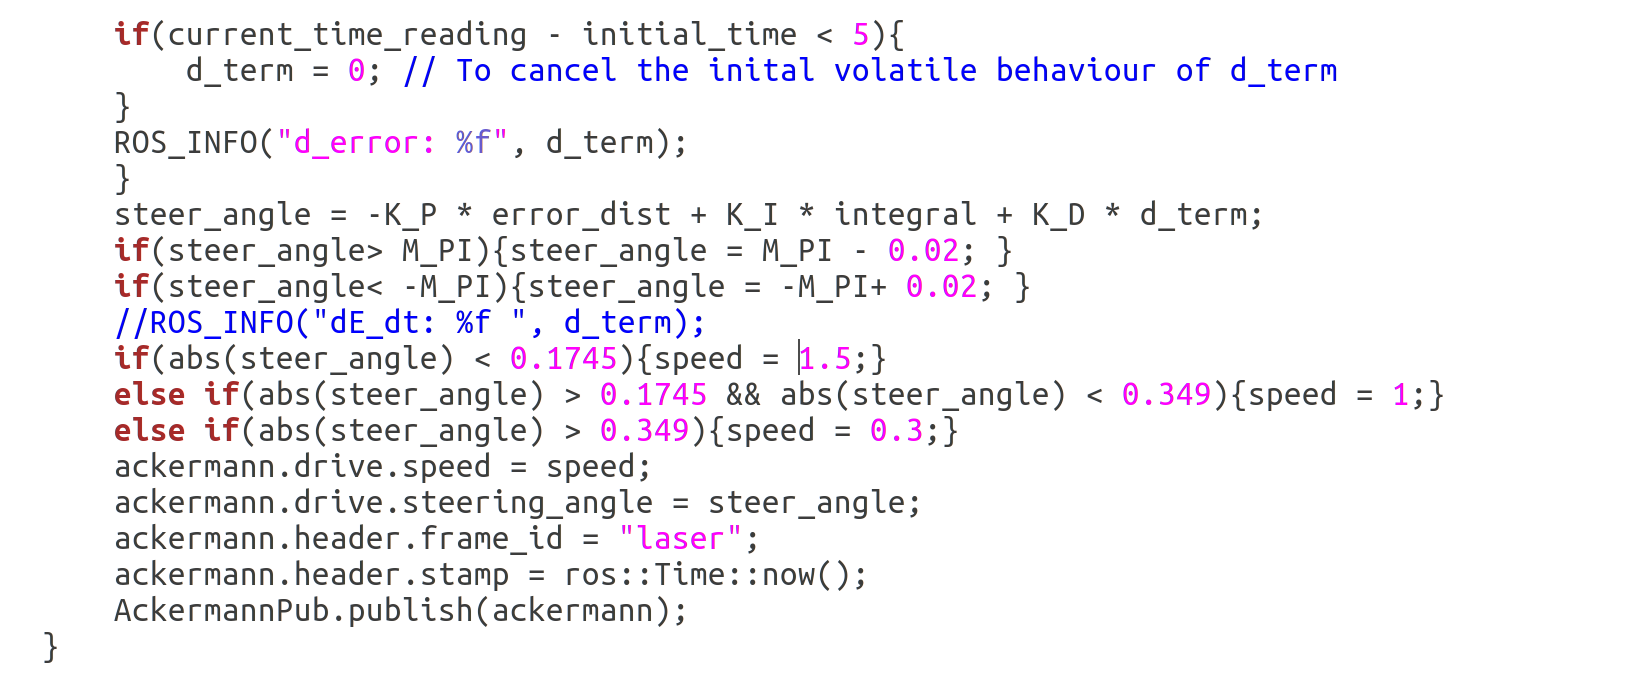 if(current_time_reading - initial_time < 5){
d_term = 0; // To cancel the inital volatile behaviour of d_term
}
ROS_INFO("d_error: %f", d_term);
}
steer_angle = -K_P * error_dist + K_I * integral + K_D * d_term;
if(steer_angle> M_PI){steer_angle = M_PI - 0.02; }
if(steer_angle< -M_PI){steer_angle = -M_PI+ 0.02; }
//ROS_INFO("dE_dt: %f ", d_term);
if(abs(steer_angle) < 0.1745){speed = 1.5;}
else if(abs(steer_angle) > 0.1745 && abs(steer_angle) < 0.349){speed = 1;}
else if(abs(steer_angle) > 0.349){speed = 0.3;}
ackermann.drive.speed = speed;
ackermann.drive.steering_angle = steer_angle;
ackermann.header.frame_id = "laser";
ackermann.header.stamp = ros::Time::now();
AckermannPub.publish(ackermann);
}